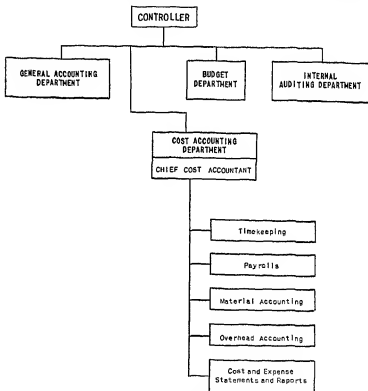 CONTROLLER
GENERAL ACCOUNTING
DEPARTMENT
BUDGET
DEPARTMENT
INTERNAL
AUDITING DEPARTMENT
COST ACCOUNTING
DEPARTMENT
CHIEF COST ACCOUNTANT
Timekeeping
Payrolls
Material Accounting
Overhead Accounting
Cost and Expense
Statements and Reports